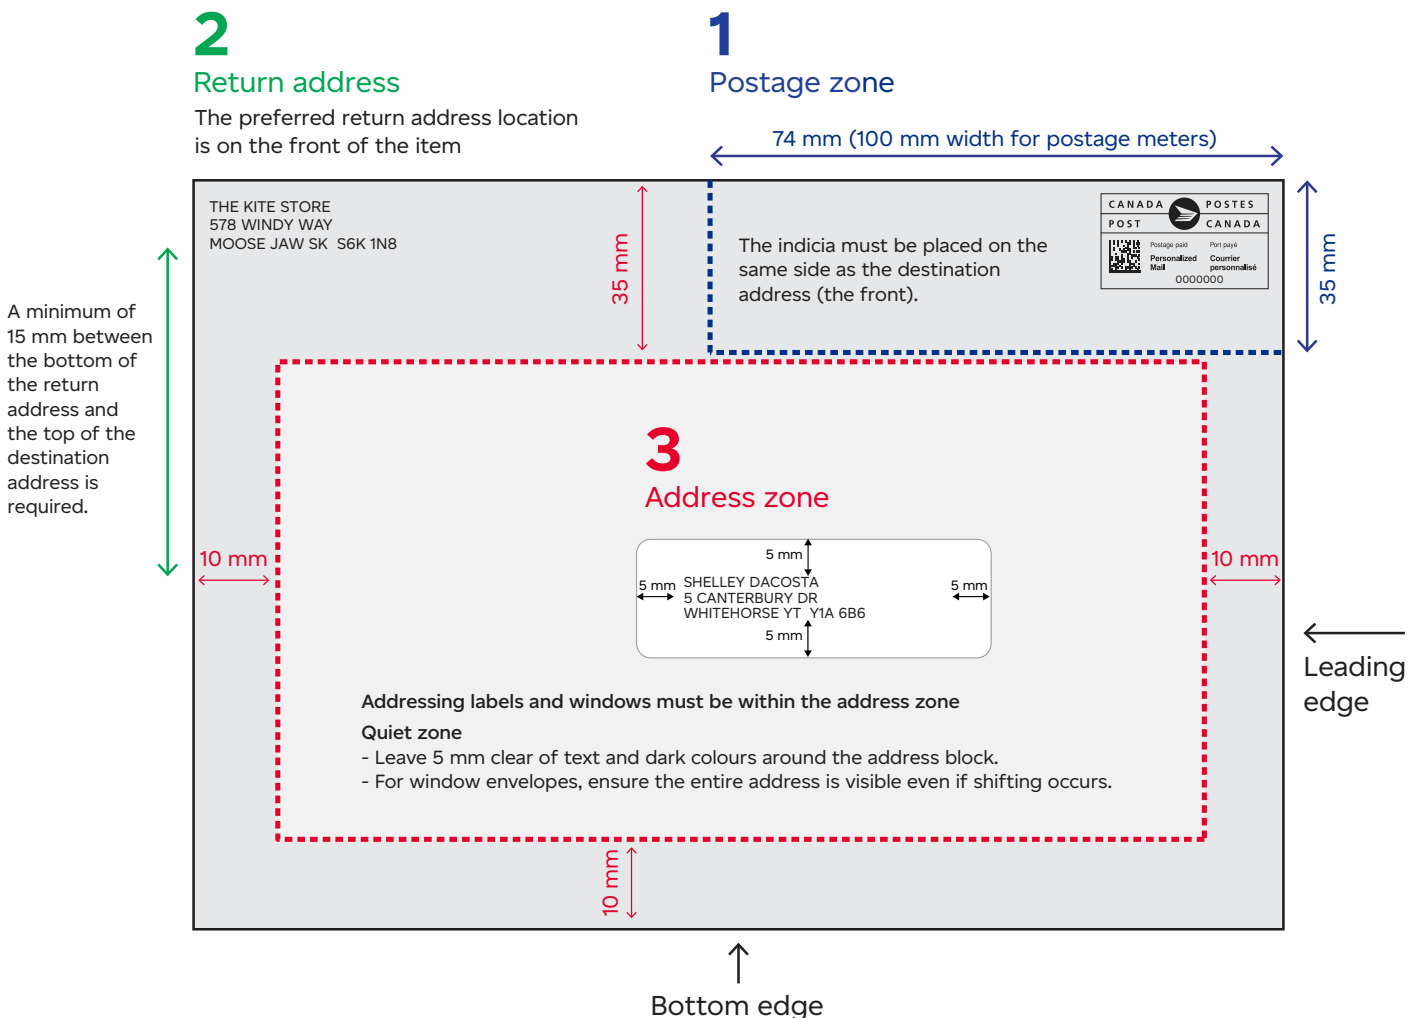 2
Return address
The preferred return address location
is on the front of the item
1
Postage zone
74 mm (100 mm width for postage meters)
THE KITE STORE
578 WINDY WAY
MOOSE JAW SK  S6K 1N8
35 mm
The indicia must be placed on the
same side as the destination
address (the front).
CANADA POSTES
POST CANADA
Postage paid Port payé
Personalized Courrier
Mail personnalisé
0000000
35 mm
A minimum of
15 mm between
the bottom of
the return
address and
the top of the
destination
address is
required.
3
Address zone
10 mm
10 mm
5 mm
5 mm
SHELLEY DACOSTA
5 CANTERBURY DR
WHITEHORSE YT  Y1A 6B6
5 mm
5 mm
Leading
edge
Addressing labels and windows must be within the address zone
Quiet zone
- Leave 5 mm clear of text and dark colours around the address block.
- For window envelopes, ensure the entire address is visible even if shifting occurs.
10 mm
Bottom edge